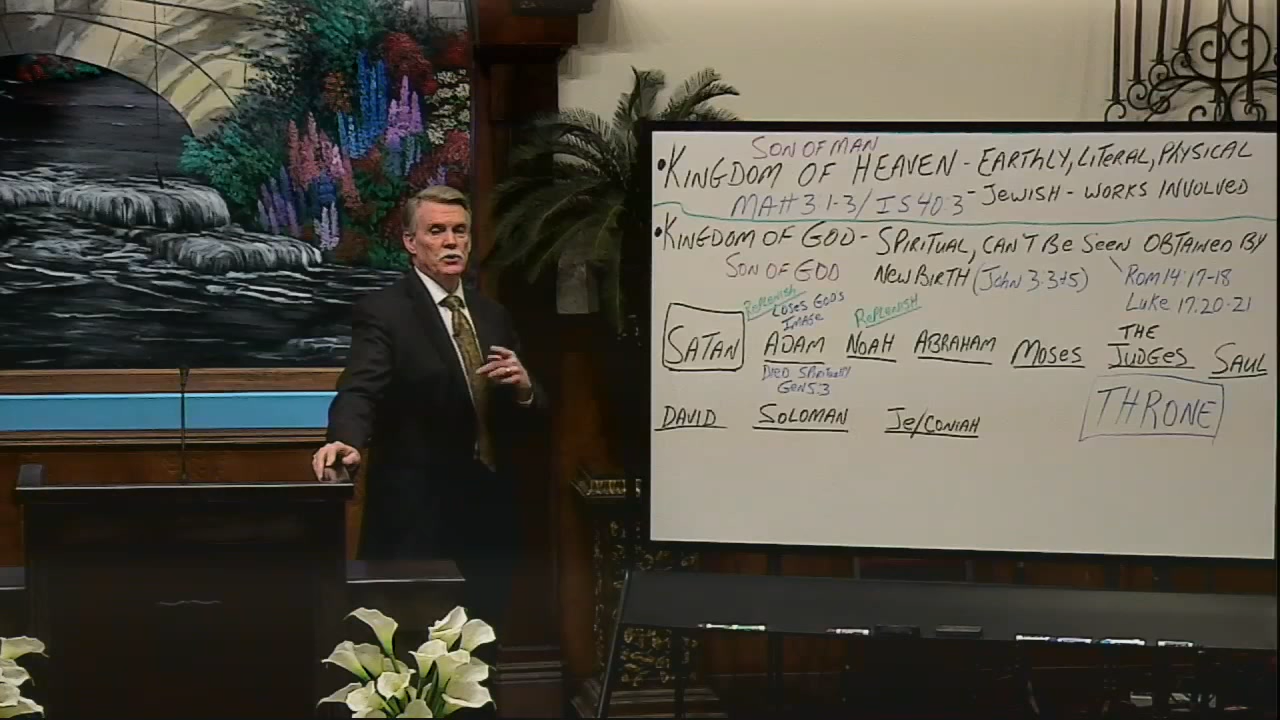 SON OF MAN
•KINGDOM OF HEAVEN - EARTHLY, LITERAL, PHYSICAL
MATT 3 1-3/ IS 40:3 - JEWISH - WORKS INVOLVED
•KINGDOM OF GOD - SPIRITUAL, CAN'T BE SEEN OBTAINED BY
SON OF GOD NEW BIRTH (John 3:3+5) Rom 14:17-18
Luke 17:20-21
REPLENISH LOSES GODS IMAGE REPLENISH
SATAN ADAM NOAH ABRAHAM MOSES THE JUDGES SAUL
DIED SPIRITUALLY
GEN 5:3
DAVID SOLOMAN Je/CONIAH THRONE